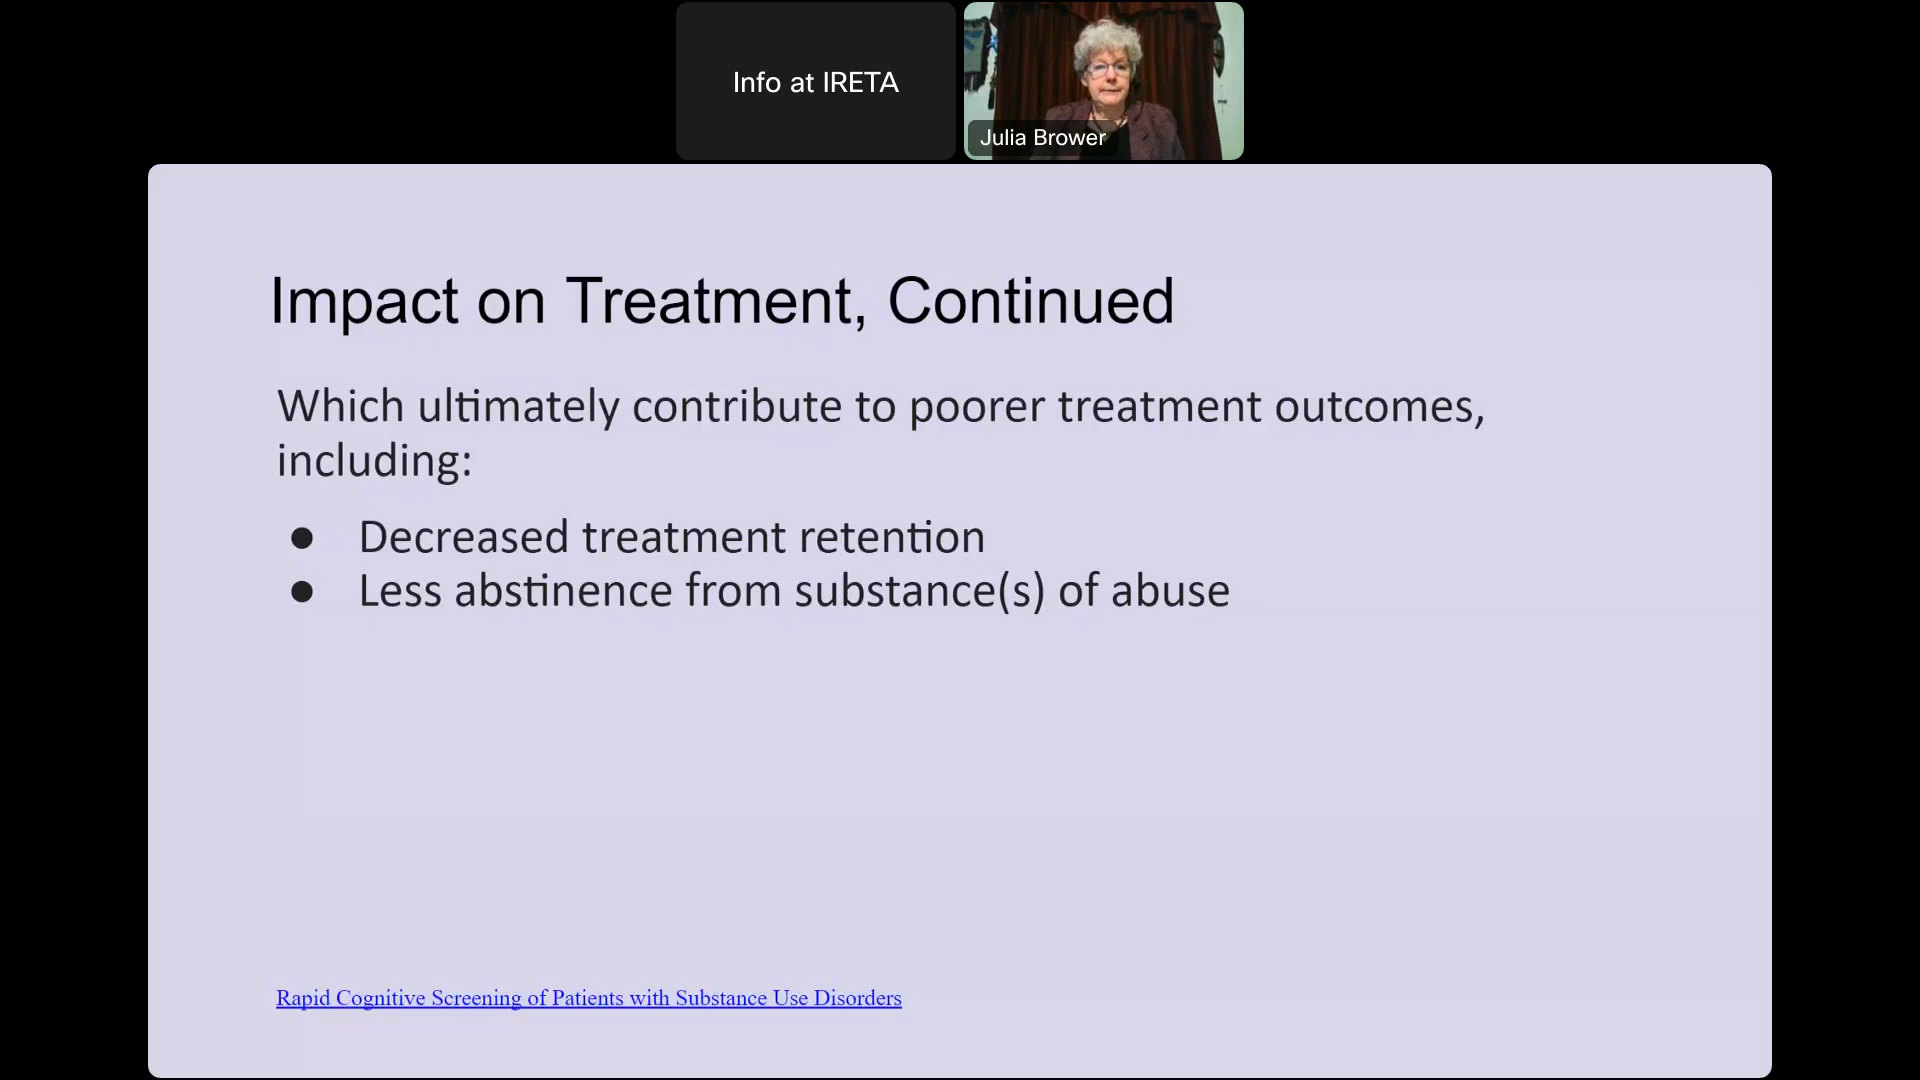 Info at IRETA
Julia Brower
Impact on Treatment, Continued
Which ultimately contribute to poorer treatment outcomes,
including:
● Decreased treatment retention
● Less abstinence from substance(s) of abuse
Rapid Cognitive Screening of Patients with Substance Use Disorders